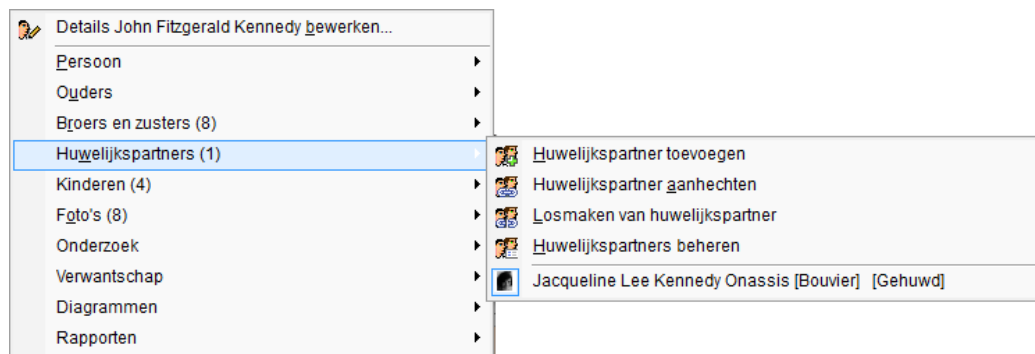 Details John Fitzgerald Kennedy bewerken...
Persoon
Ouders
Broers en zusters (8)
Huwelijkspartners (1)
Kinderen (4)
Foto's (8)
Onderzoek
Verwantschap
Diagrammen
Rapporten
Huwelijkspartner toevoegen
Huwelijkspartner aanhechten
Losmaken van huwelijkspartner
Huwelijkspartners beheren
Jacqueline Lee Kennedy Onassis [Bouvier] [Gehuwd]